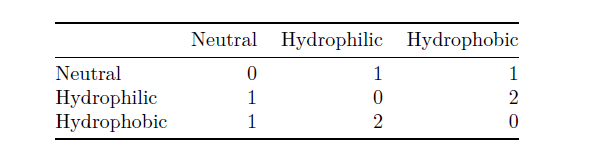 Neutral Hydrophilic Hydrophobic
Neutral 0 1 1
Hydrophilic 1 0 2
Hydrophobic 1 2 0